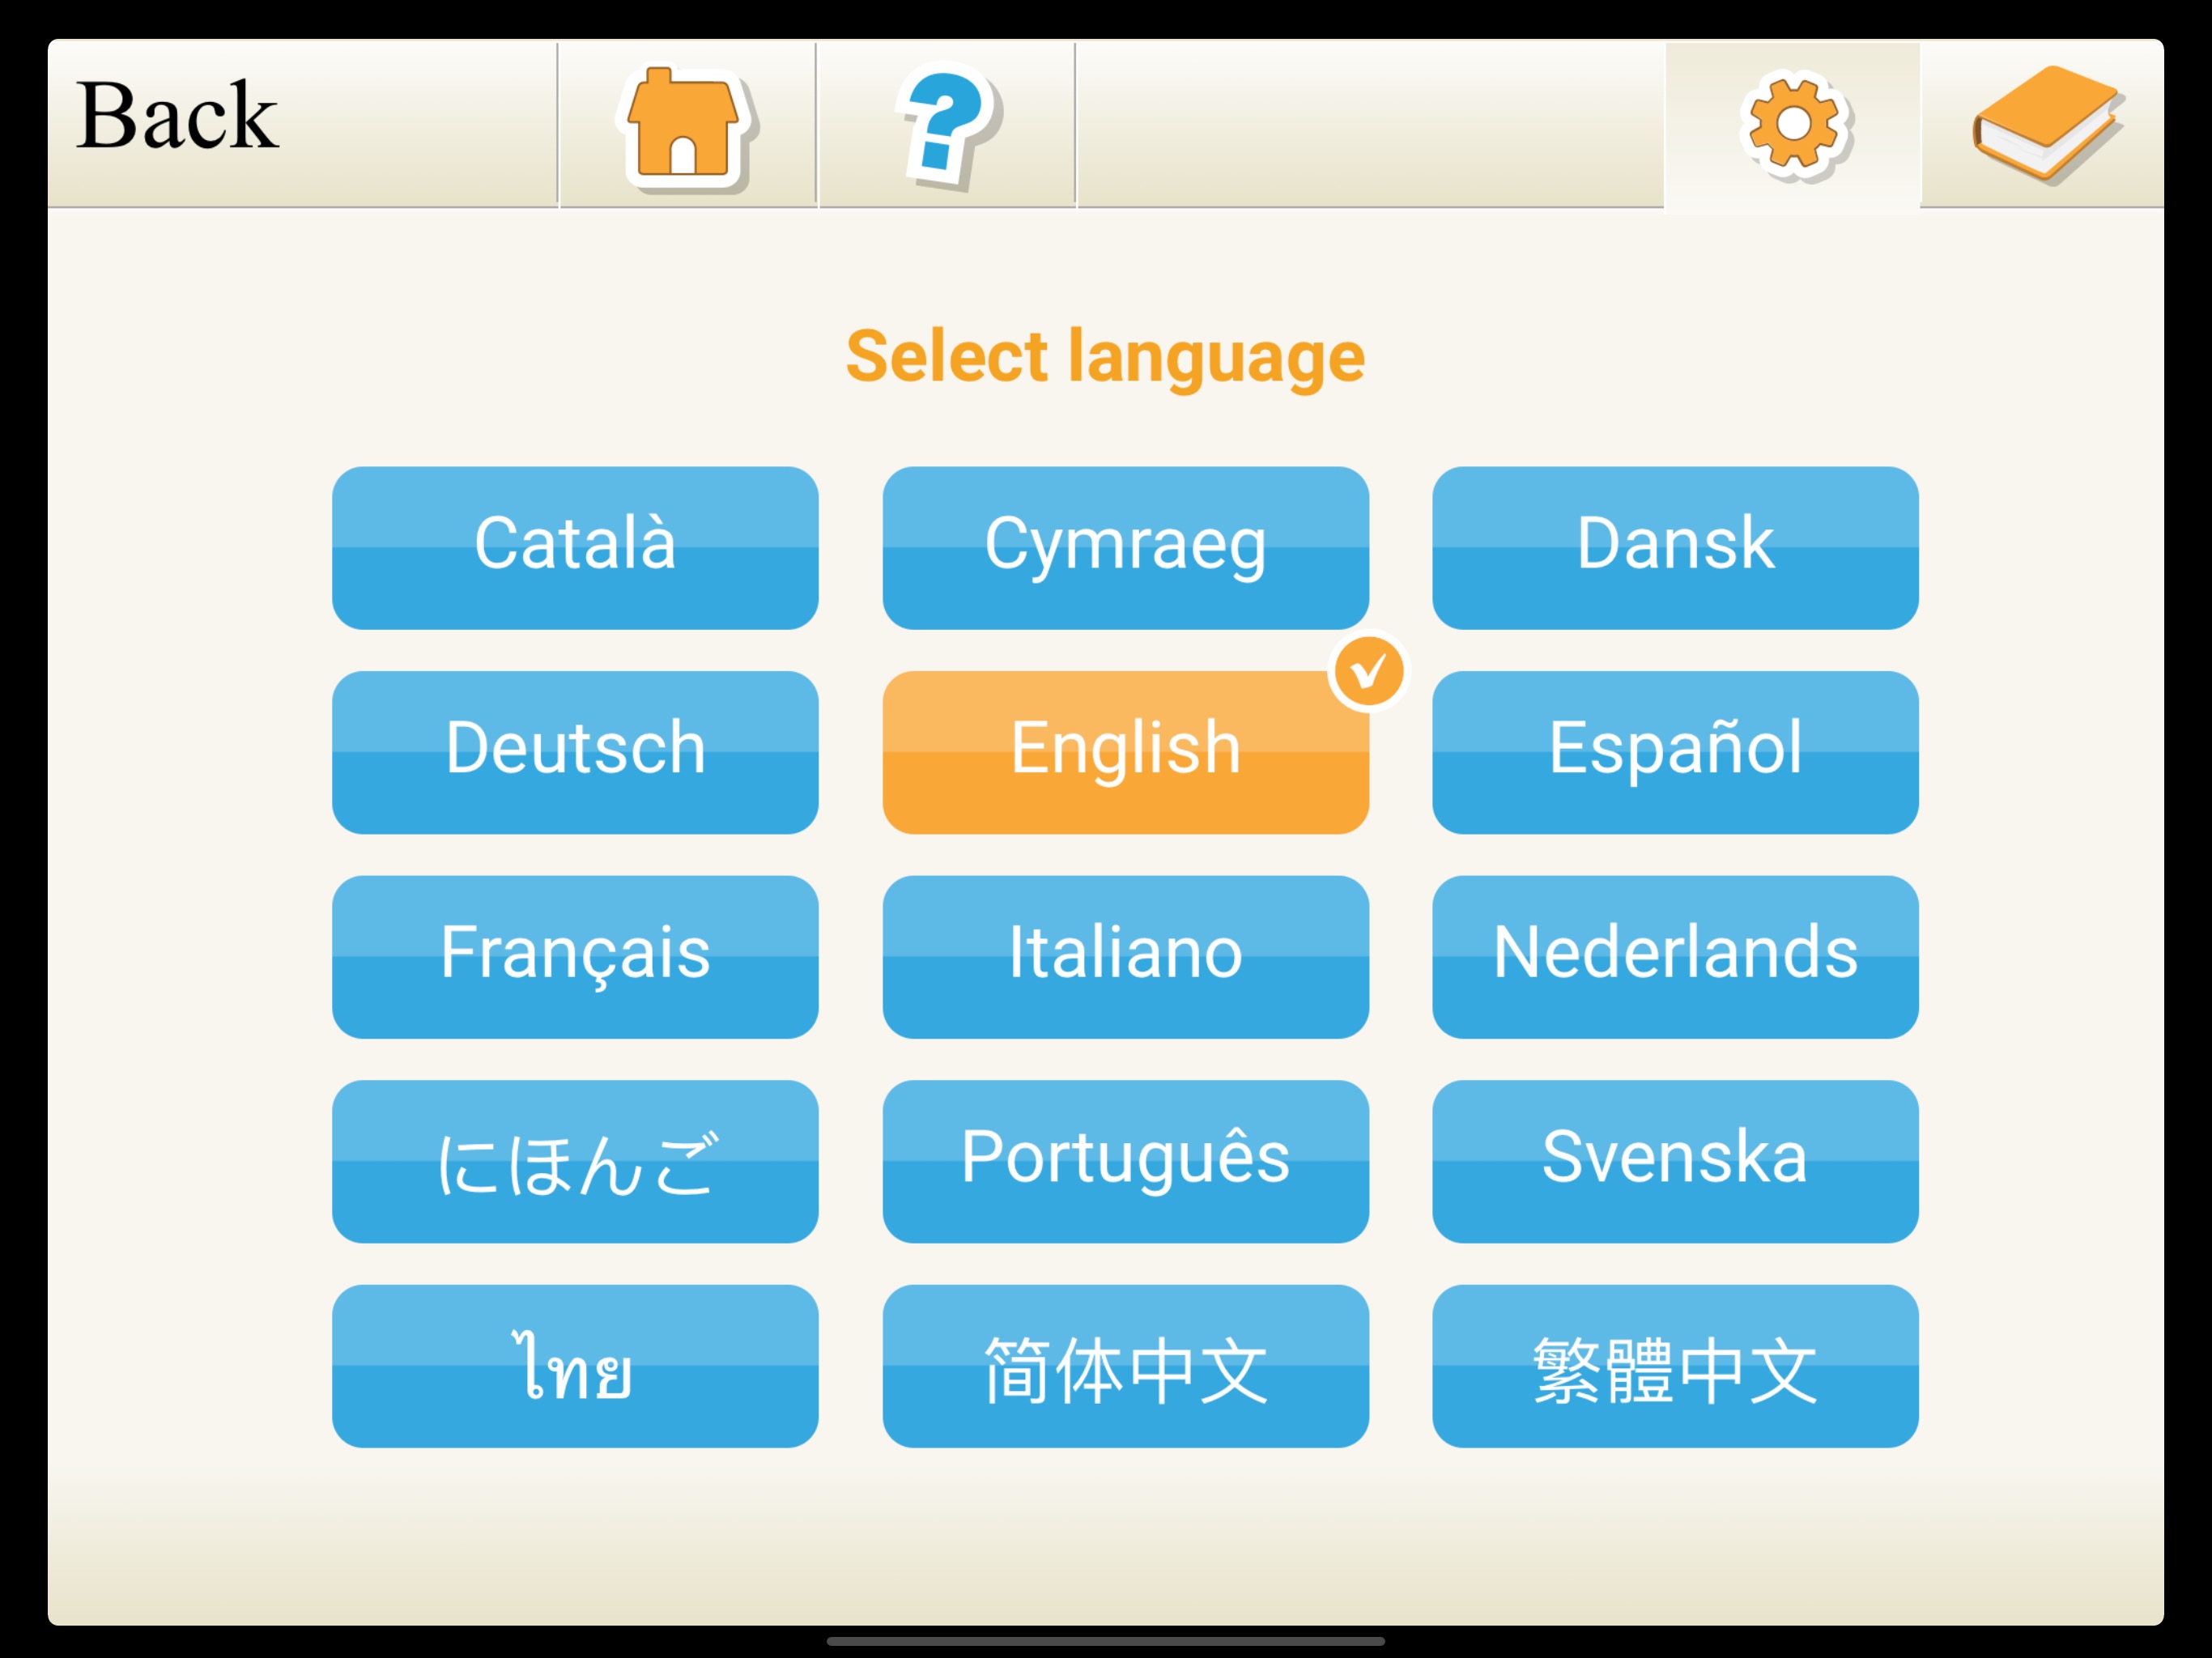 Back
?
Select language
Català
Cymraeg
Dansk
Deutsch
English
Español
Français
Italiano
Nederlands
にほんご
Português
Svenska
ไทย
简体中文
繁體中文